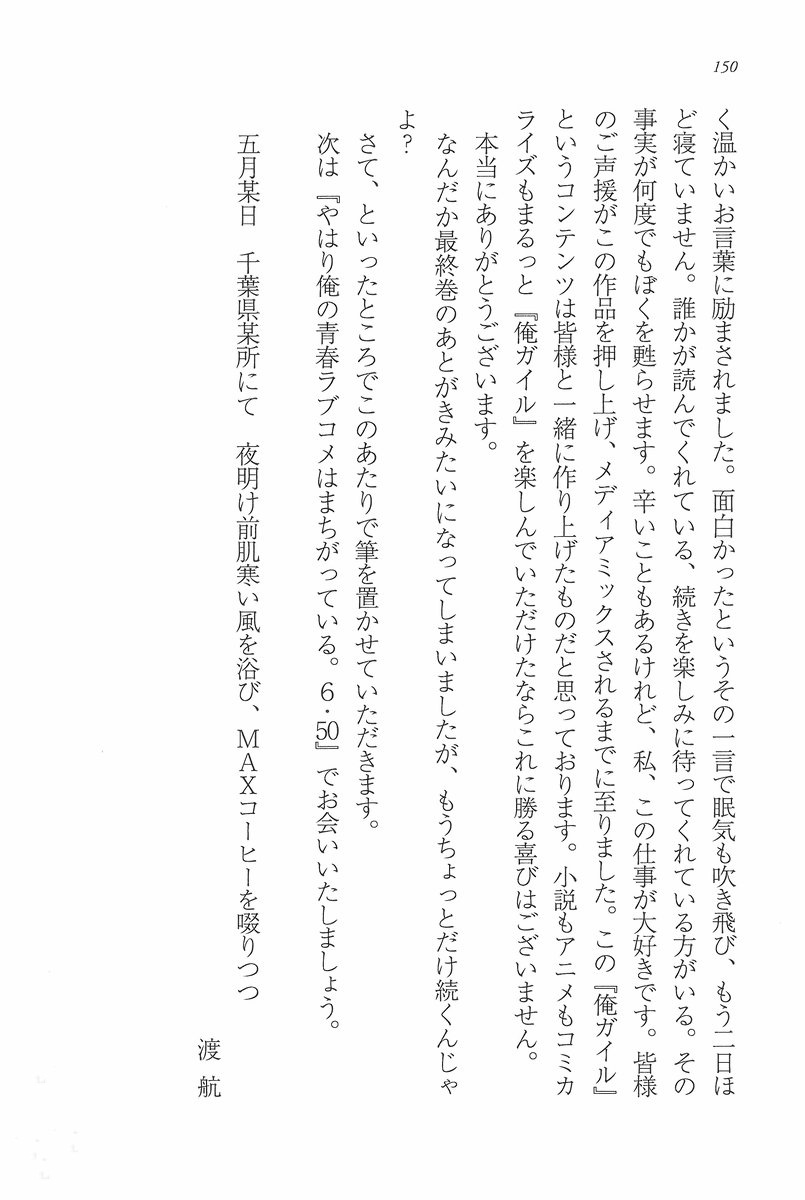 150
く温かいお言葉に励まされました。面白かったというその一言で眠気も吹き飛び、もう二日ほ
ど寝ていません。誰かが読んでくれている、続きを楽しみに待ってくれている方がいる。その
事実が何度でもぼくを甦らせます。辛いこともあるけれど、私、この仕事が大好きです。皆様
のご声援がこの作品を押し上げ、メディアミックスされるまでに至りました。この『俺ガイル』
というコンテンツは皆様と一緒に作り上げたものだと思っております。小説もアニメもコミカ
ライズもまるっと『俺ガイル』を楽しんでいただけたならこれに勝る喜びはございません。
本当にありがとうございます。
なんだか最終巻のあとがきみたいになってしまいましたが、もうちょっとだけ続くんじゃ
よ？
さて、といったところでこのあたりで筆を置かせていただきます。
次は『やはり俺の青春ラブコメはまちがっている。６・50』でお会いいたしましょう。
五月某日　千葉県某所にて　夜明け前肌寒い風を浴び、ＭＡＸコーヒーを啜りつつ
渡　航